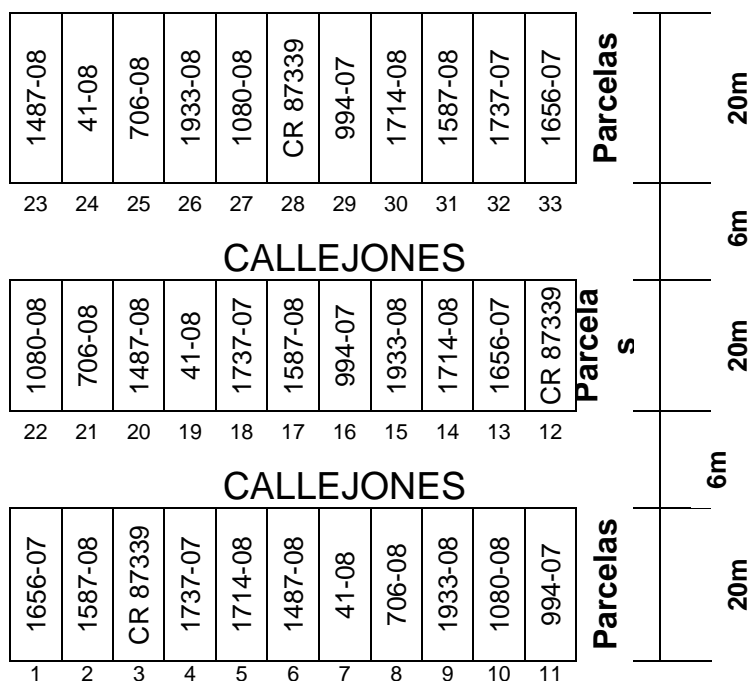 1487-08 41-08 706-08 1933-08 1080-08 CR 87339 994-07 1714-08 1587-08 1737-07 1656-07 Parcelas 20m
23 24 25 26 27 28 29 30 31 32 33
CALLEJONES 6m
1080-08 706-08 1487-08 41-08 1737-07 1587-08 994-07 1933-08 1714-08 1656-07 CR 87339 Parcela
s 20m
22 21 20 19 18 17 16 15 14 13 12
CALLEJONES 6m
1656-07 1587-08 CR 87339 1737-07 1714-08 1487-08 41-08 706-08 1933-08 1080-08 994-07 Parcelas 20m
1 2 3 4 5 6 7 8 9 10 11